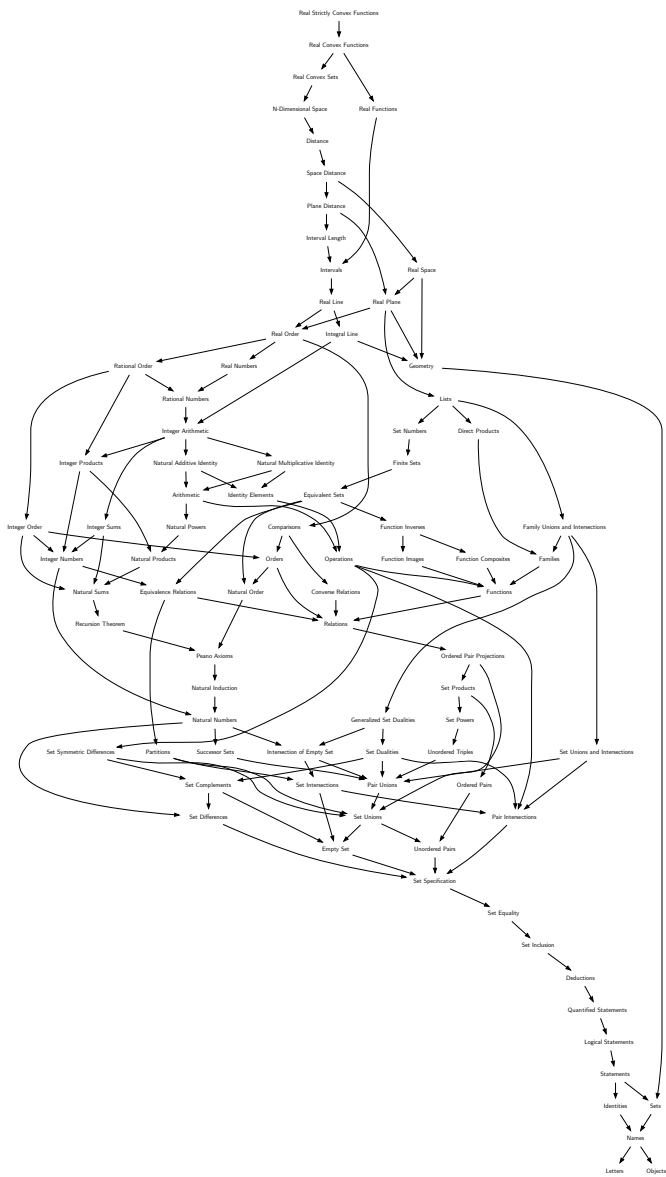 Real Strictly Convex Functions
Real Convex Functions
Real Convex Sets
N-Dimensional Space Real Functions
Distance
Space Distance
Plane Distance
Interval Length
Intervals Real Space
Real Line Real Plane
Real Order Integral Line
Rational Order Real Numbers Geometry
Rational Numbers Lists
Integer Arithmetic Set Numbers Direct Products
Integer Products Natural Additive Identity Natural Multiplicative Identity Finite Sets
Arithmetic Identity Elements Equivalent Sets
Integer Order Integer Sums Natural Powers Comparisons Function Inverses Family Unions and Intersections
Integer Numbers Natural Products Orders Operations Function Images Function Composites Families
Natural Sums Equivalence Relations Natural Order Converse Relations Functions
Recursion Theorem Relations
Peano Axioms Ordered Pair Projections
Natural Induction Set Products
Natural Numbers Generalized Set Dualities Set Powers
Set Symmetric Differences Partitions Successor Sets Intersection of Empty Set Set Dualities Unordered Triples Set Unions and Intersections
Set Complements Set Intersections Pair Unions Ordered Pairs
Set Differences Set Unions Pair Intersections
Empty Set Unordered Pairs
Set Specification
Set Equality
Set Inclusion
Deductions
Quantified Statements
Logical Statements
Statements
Identities Sets
Names
Letters Objects